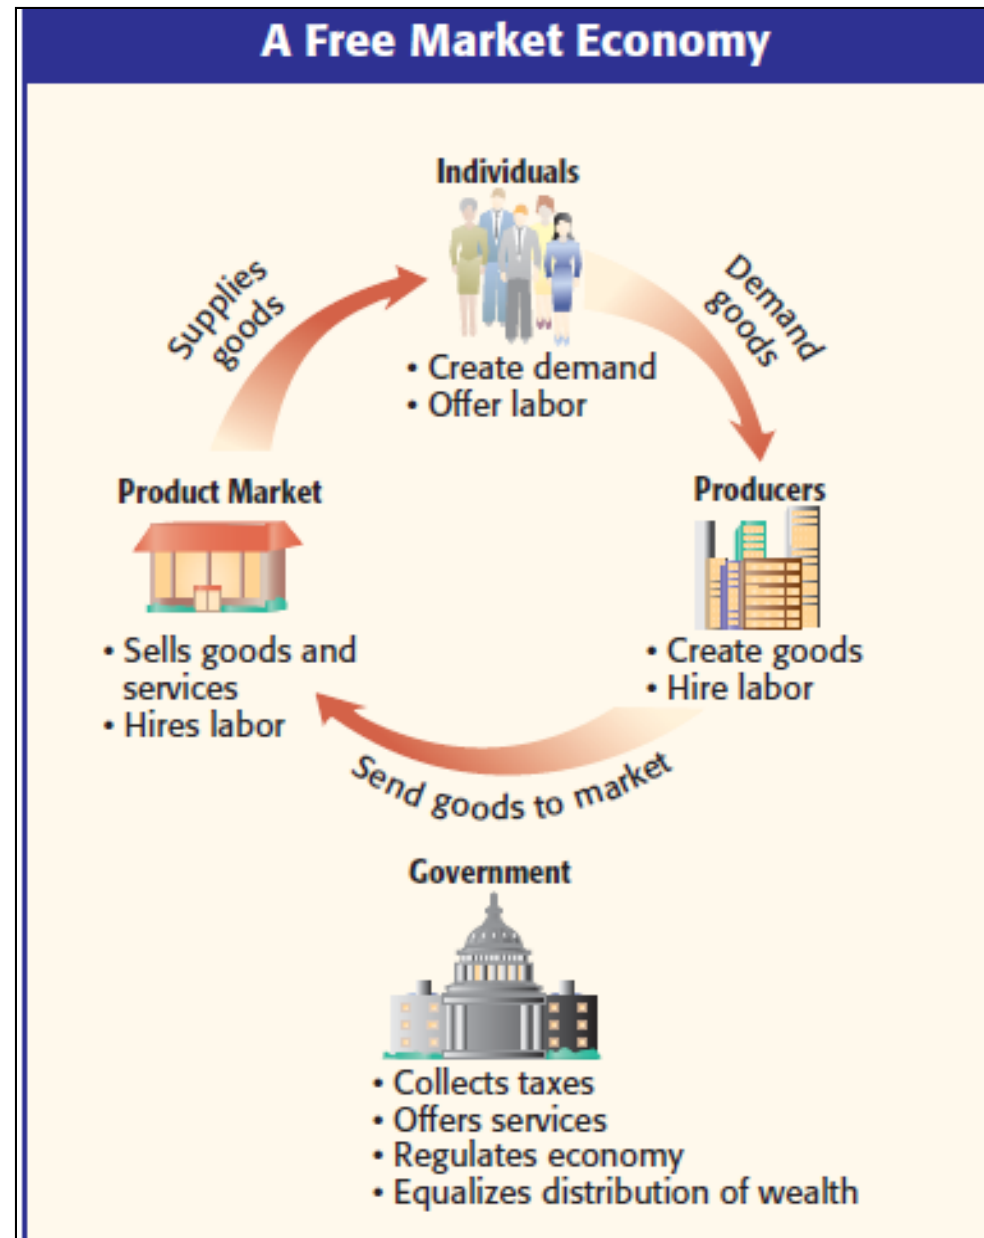 A Free Market Economy
Individuals
Supplies
goods
Demand
goods
• Create demand
• Offer labor
Product Market
Producers
• Sells goods and
services
• Hires labor
• Create goods
• Hire labor
Send goods to market
Government
• Collects taxes
• Offers services
• Regulates economy
• Equalizes distribution of wealth